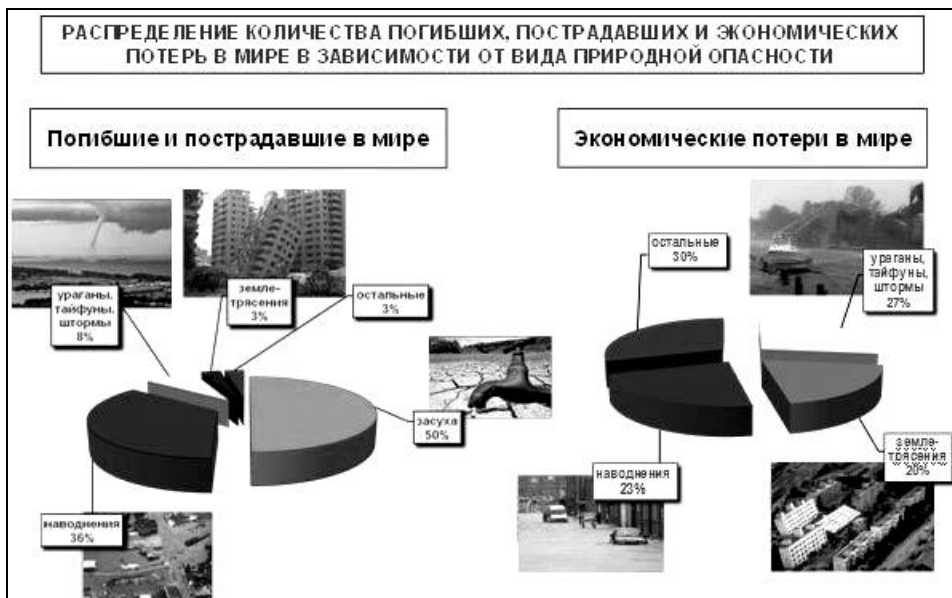 РАСПРЕДЕЛЕНИЕ КОЛИЧЕСТВА ПОГИБШИХ, ПОСТРАДАВШИХ И ЭКОНОМИЧЕСКИХ
ПОТЕРЬ В МИРЕ В ЗАВИСИМОСТИ ОТ ВИДА ПРИРОДНОЙ ОПАСНОСТИ
Погибшие и пострадавшие в мире
ураганы,
тайфуны,
штормы
8%
земле-
трясения
3%
остальные
3%
засуха
50%
наводнения
36%
Экономические потери в мире
остальные
30%
ураганы,
тайфуны,
штормы
27%
земле-
трясения
20%
наводнения
23%